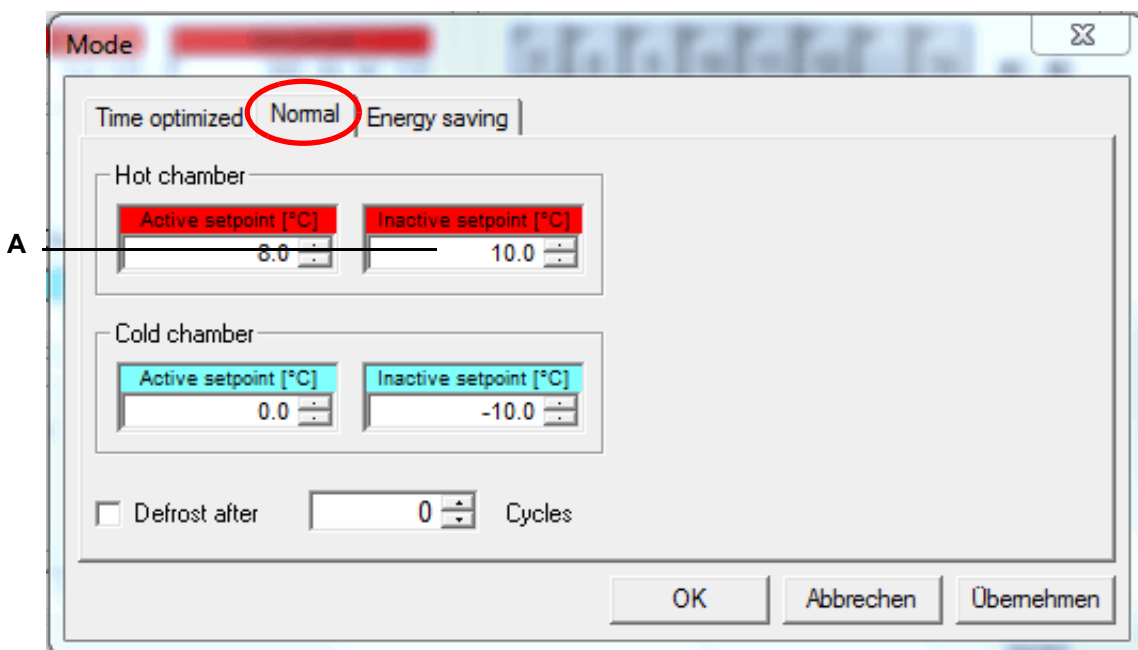 Mode
Time optimized Normal Energy saving
Hot chamber
Active setpoint [°C] Inactive setpoint [°C]
A 8.0 10.0
Cold chamber
Active setpoint [°C] Inactive setpoint [°C]
0.0 -10.0
Defrost after 0 Cycles
OK Abbrechen Übernehmen